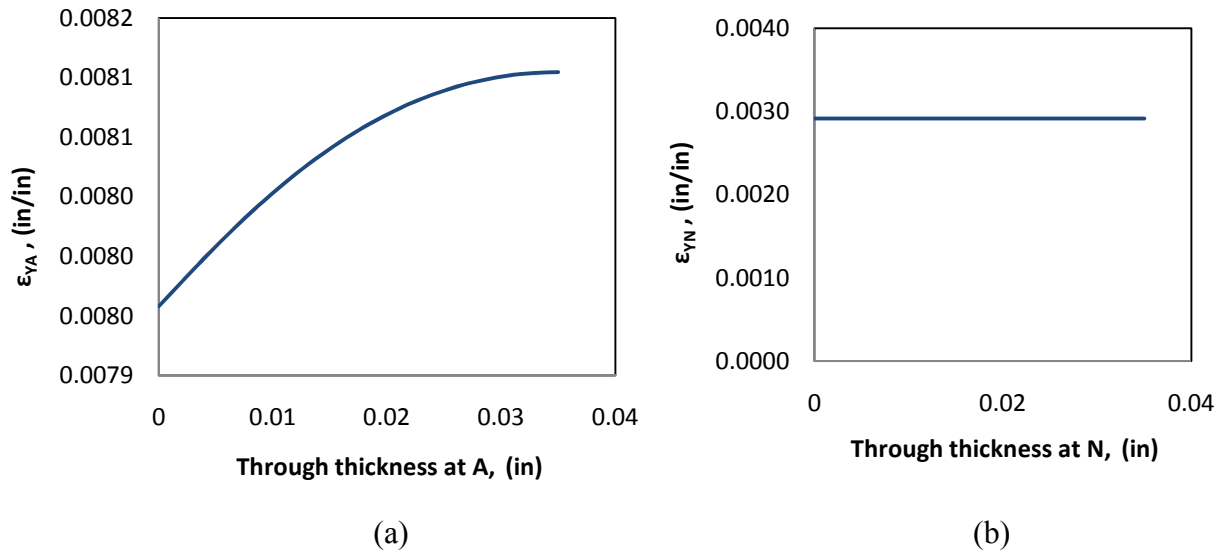 0.0082
0.0081
0.0081
0.0080
0.0080
0.0080
0.0079
ε_YA , (in/in)
0 0.01 0.02 0.03 0.04
Through thickness at A, (in)
(a)
0.0040
0.0030
0.0020
0.0010
0.0000
ε_YN , (in/in)
0 0.02 0.04
Through thickness at N, (in)
(b)